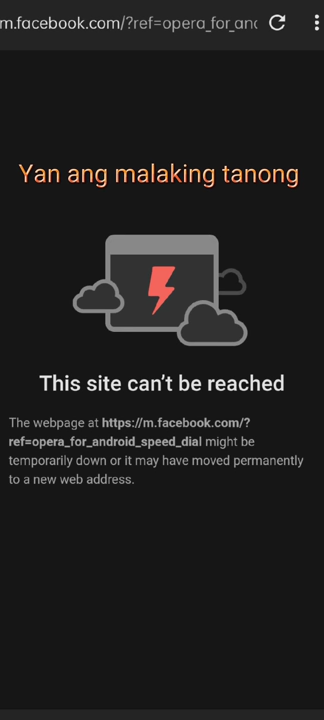 m.facebook.com/?ref=opera_for_and
Yan ang malaking tanong
This site can't be reached
The webpage at https://m.facebook.com/?
ref=opera_for_android_speed_dial might be
temporarily down or it may have moved permanently
to a new web address.